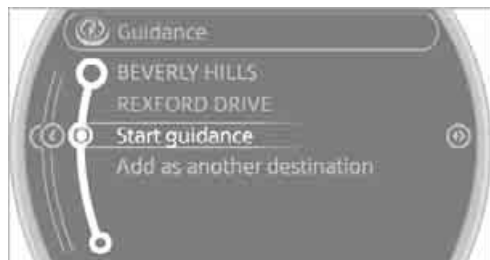 Guidance
BEVERLY HILLS
REXFORD DRIVE
Start guidance
Add as another destination